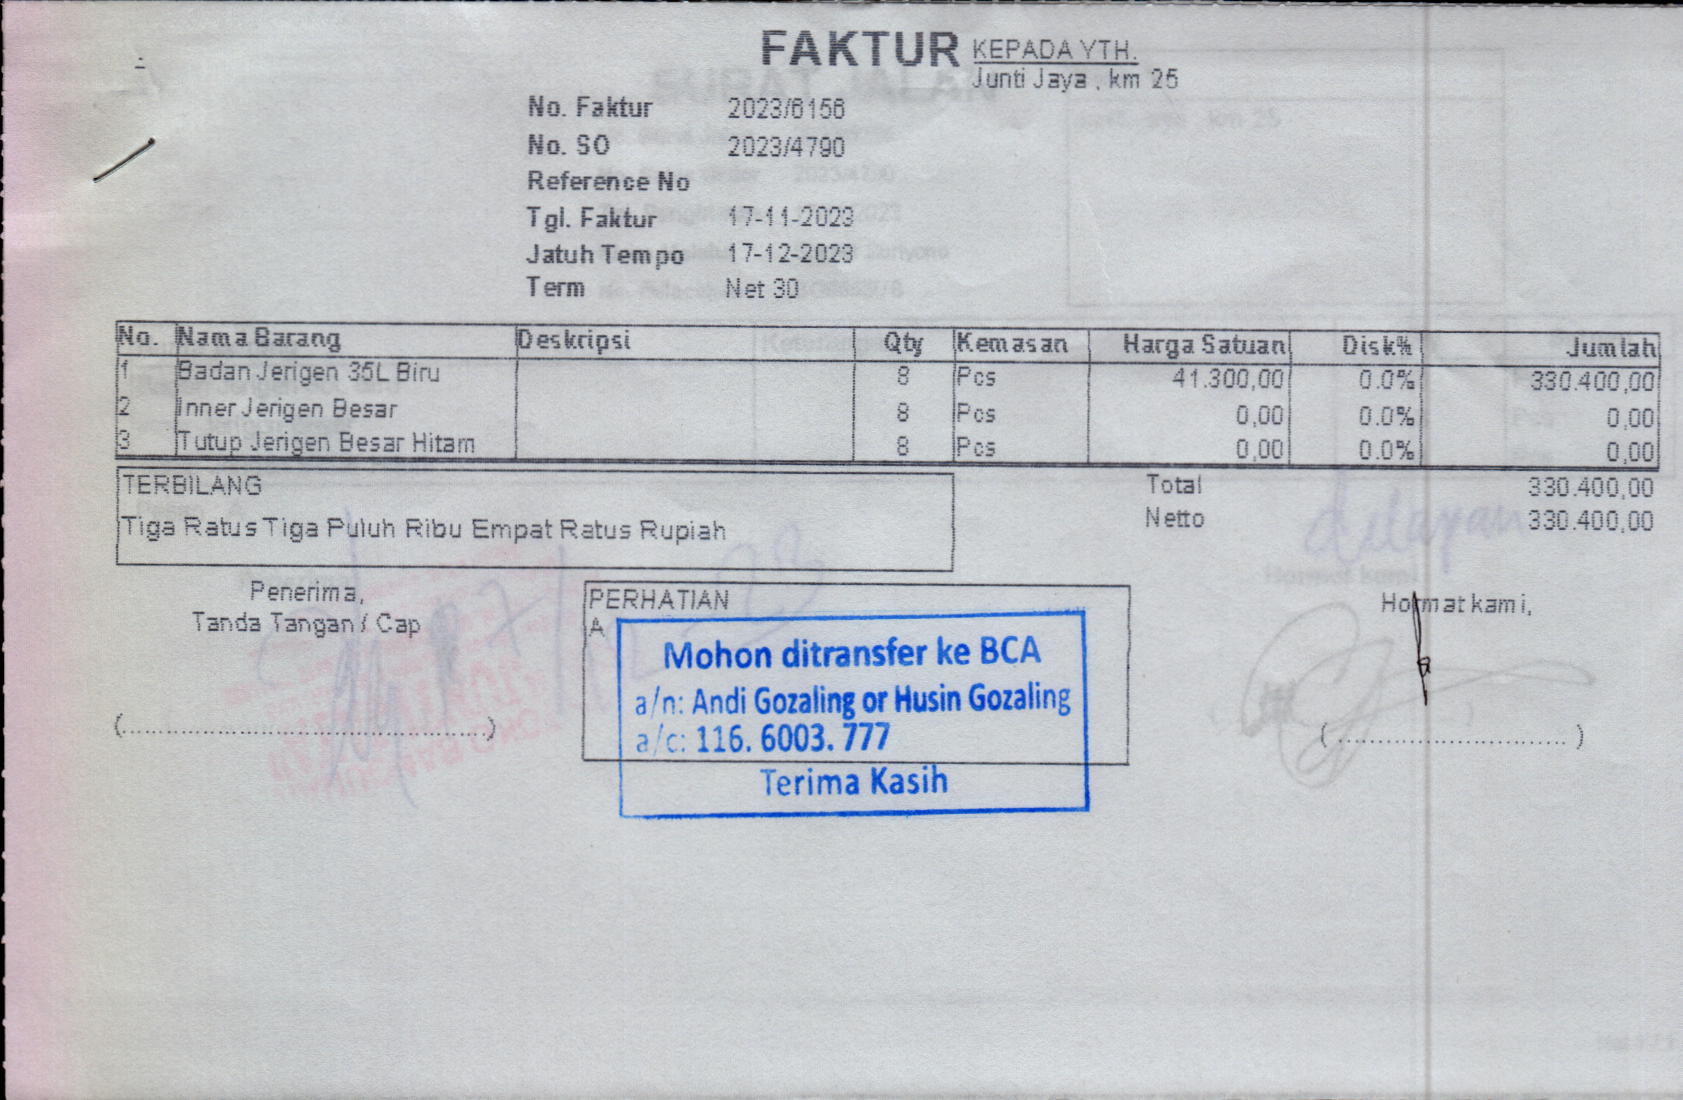 FAKTUR
KEPADA YTH.
Junti Jaya , km 25
No. Faktur 2023/6156
No. SO 2023/4790
Reference No
Tgl. Faktur 17-11-2023
Jatuh Tempo 17-12-2023
Term Net 30
No. Nama Barang Deskripsi Qty Kemasan Harga Satuan Disk% Jumlah
1 Badan Jerigen 35L Biru 8 Pcs 41.300,00 0.0% 330.400,00
2 Inner Jerigen Besar 8 Pcs 0,00 0.0% 0,00
3 Tutup Jerigen Besar Hitam 8 Pcs 0,00 0.0% 0,00
TERBILANG
Tiga Ratus Tiga Puluh Ribu Empat Ratus Rupiah
Total 330.400,00
Netto 330.400,00
Penerima,
Tanda Tangan / Cap
(............................................)
PERHATIAN
A
Mohon ditransfer ke BCA
a/n: Andi Gozaling or Husin Gozaling
a/c: 116. 6003. 777
Terima Kasih
Hormat kami,
(............................)
SURAT JALAN